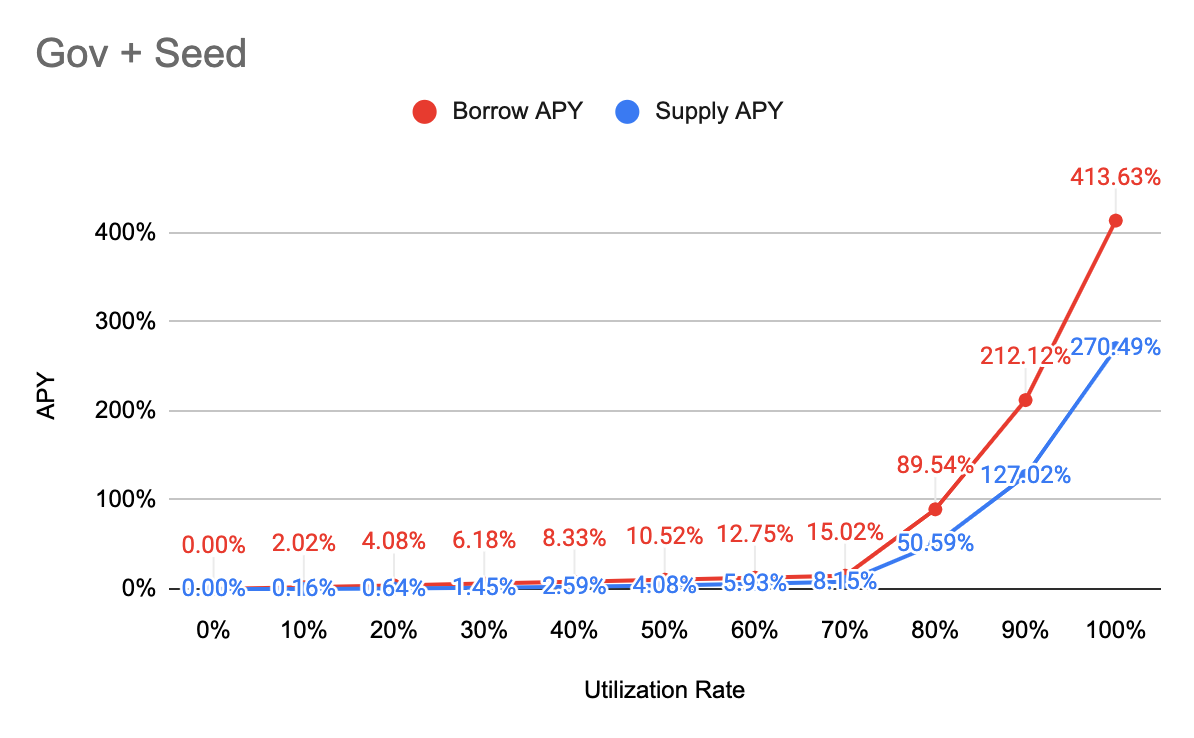 Gov + Seed
Borrow APY Supply APY
413.63%
400%
300%
270.49%
212.12%
APY
200%
89.54%
127.02%
100%
0.00% 2.02% 4.08% 6.18% 8.33% 10.52% 12.75% 15.02%
50.59%
0%
0.00% 0.16% 0.64% 1.45% 2.59% 4.08% 5.93% 8.15%
0% 10% 20% 30% 40% 50% 60% 70% 80% 90% 100%
Utilization Rate